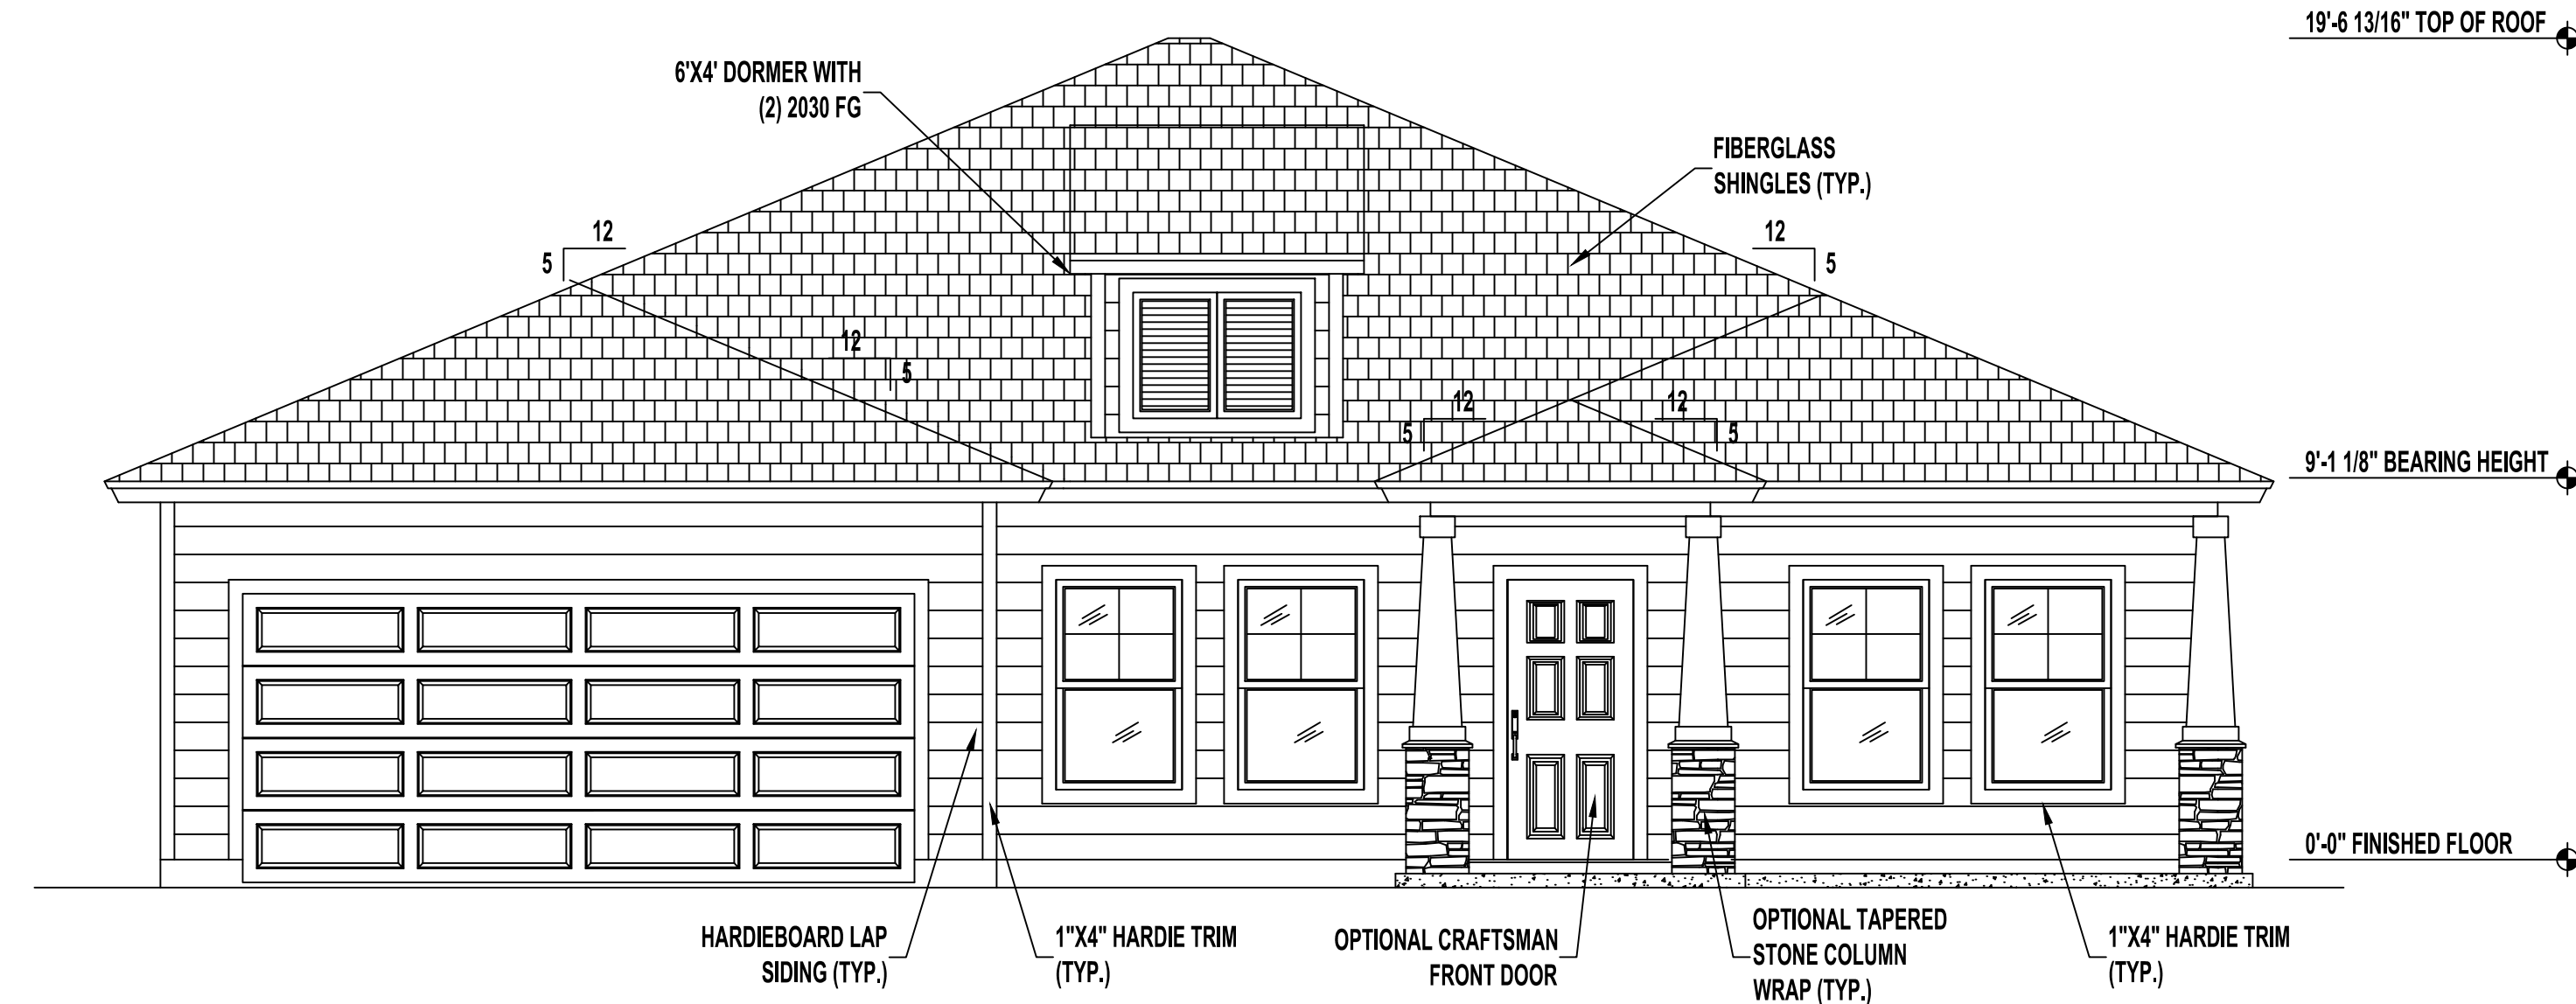 19'-6 13/16" TOP OF ROOF
6'X4' DORMER WITH
(2) 2030 FG
FIBERGLASS
SHINGLES (TYP.)
12
5
12
5
12
5
12
5
12
5
9'-1 1/8" BEARING HEIGHT
0'-0" FINISHED FLOOR
HARDIEBOARD LAP
SIDING (TYP.)
1"X4" HARDIE TRIM
(TYP.)
OPTIONAL CRAFTSMAN
FRONT DOOR
OPTIONAL TAPERED
STONE COLUMN
WRAP (TYP.)
1"X4" HARDIE TRIM
(TYP.)